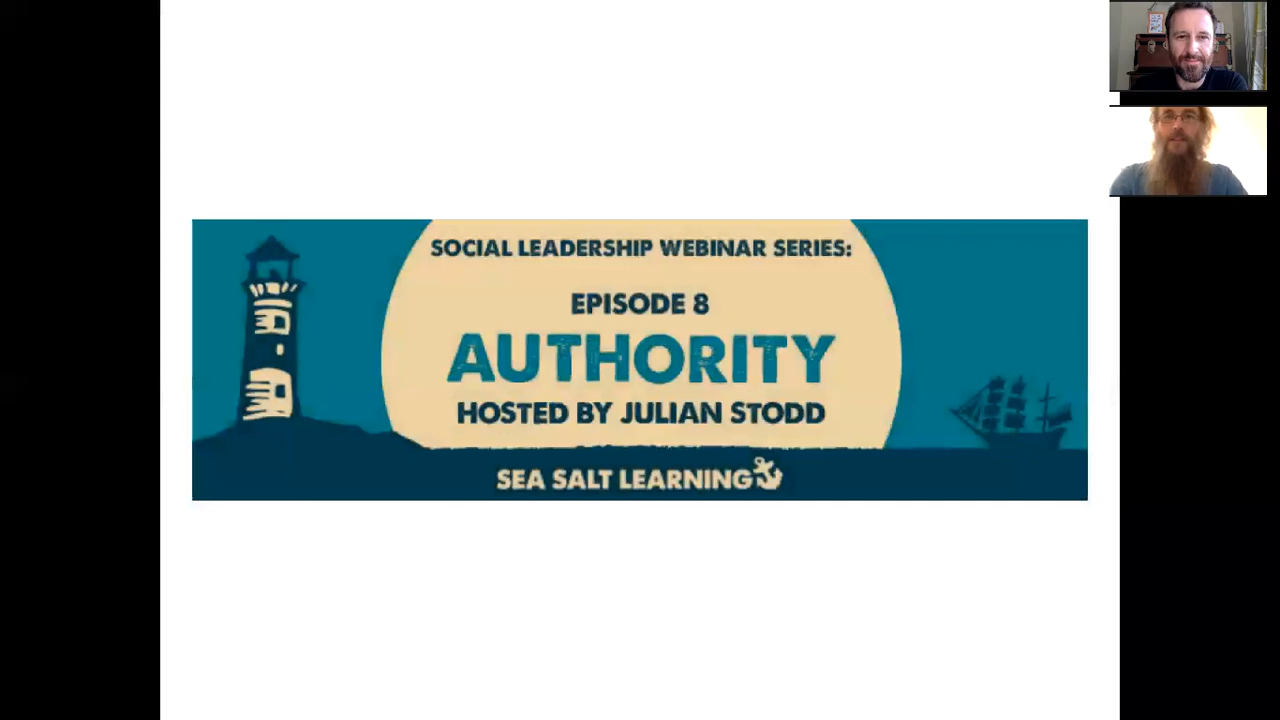 SOCIAL LEADERSHIP WEBINAR SERIES:
EPISODE 8
AUTHORITY
HOSTED BY JULIAN STODD
SEA SALT LEARNING